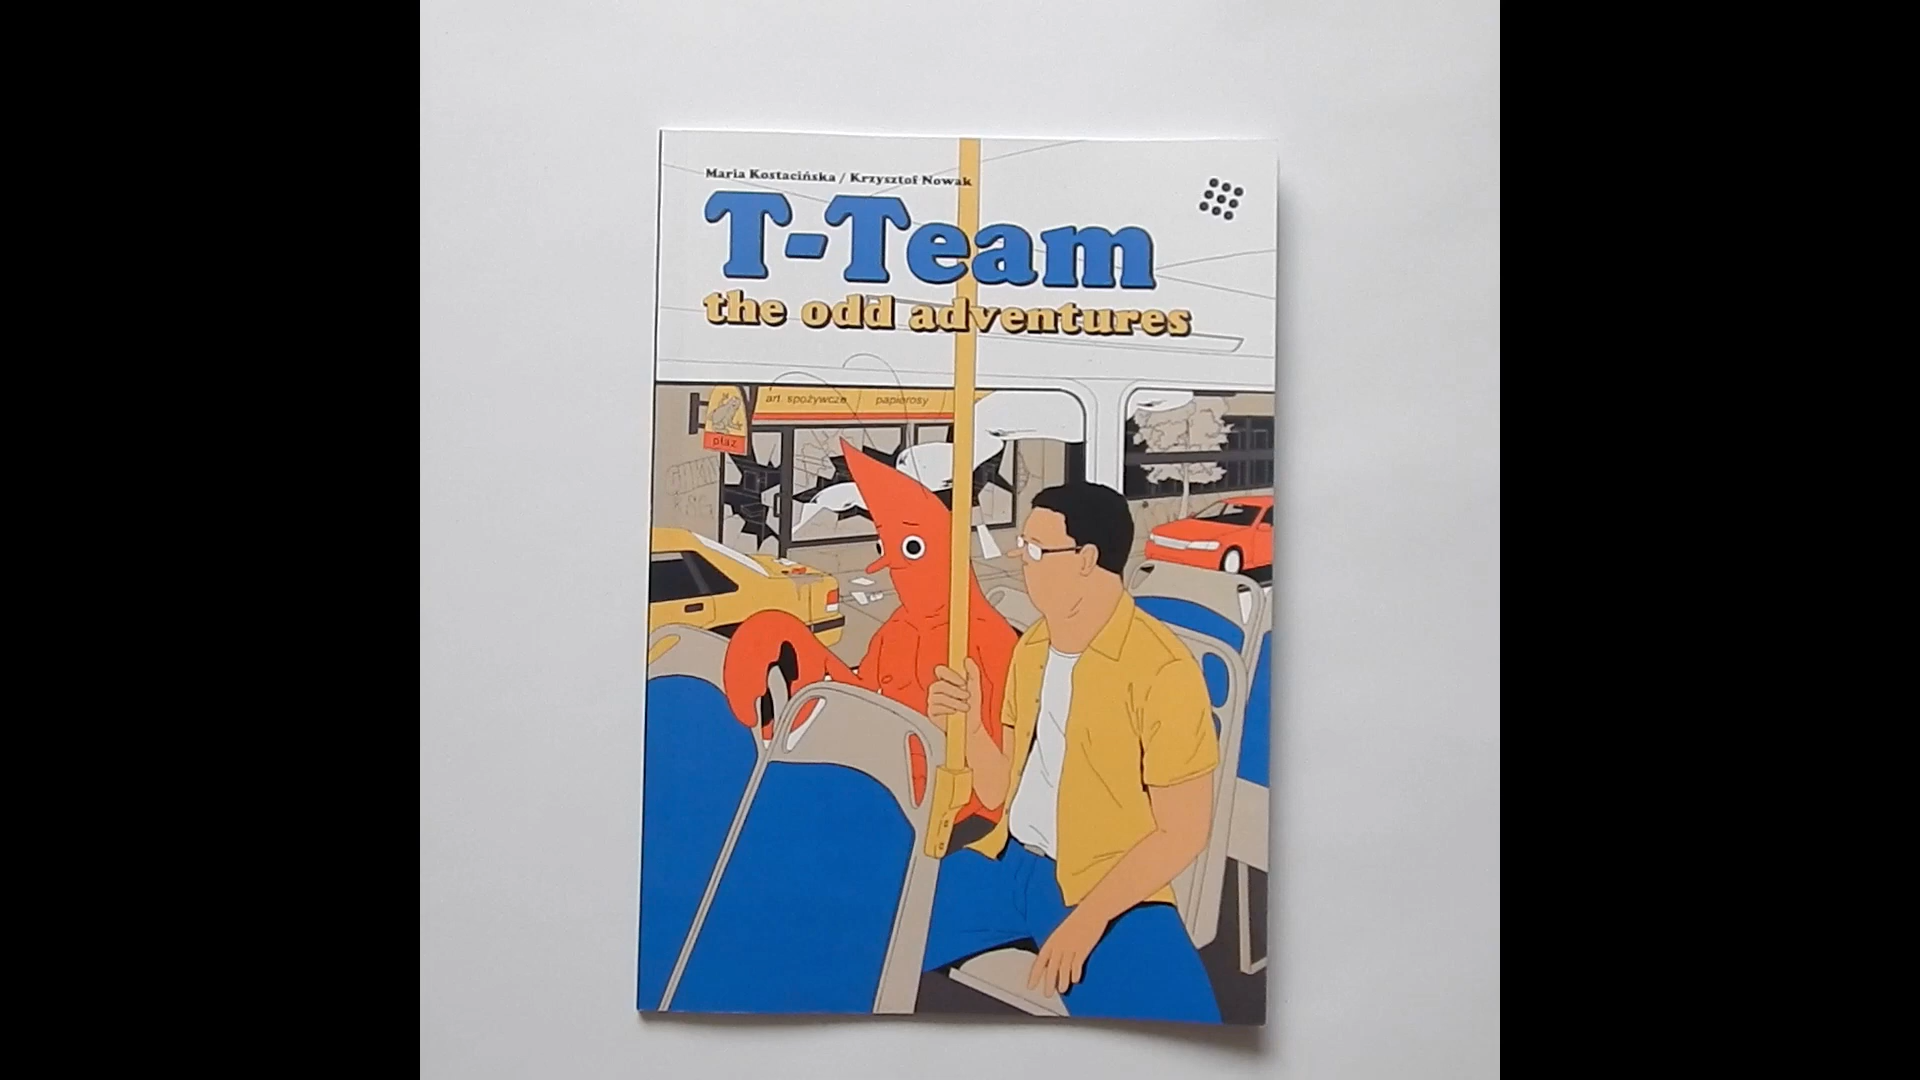 Maria Kostacińska / Krzysztof Nowak
T-Team
the odd adventures
art. spożywcze papierosy
płaz